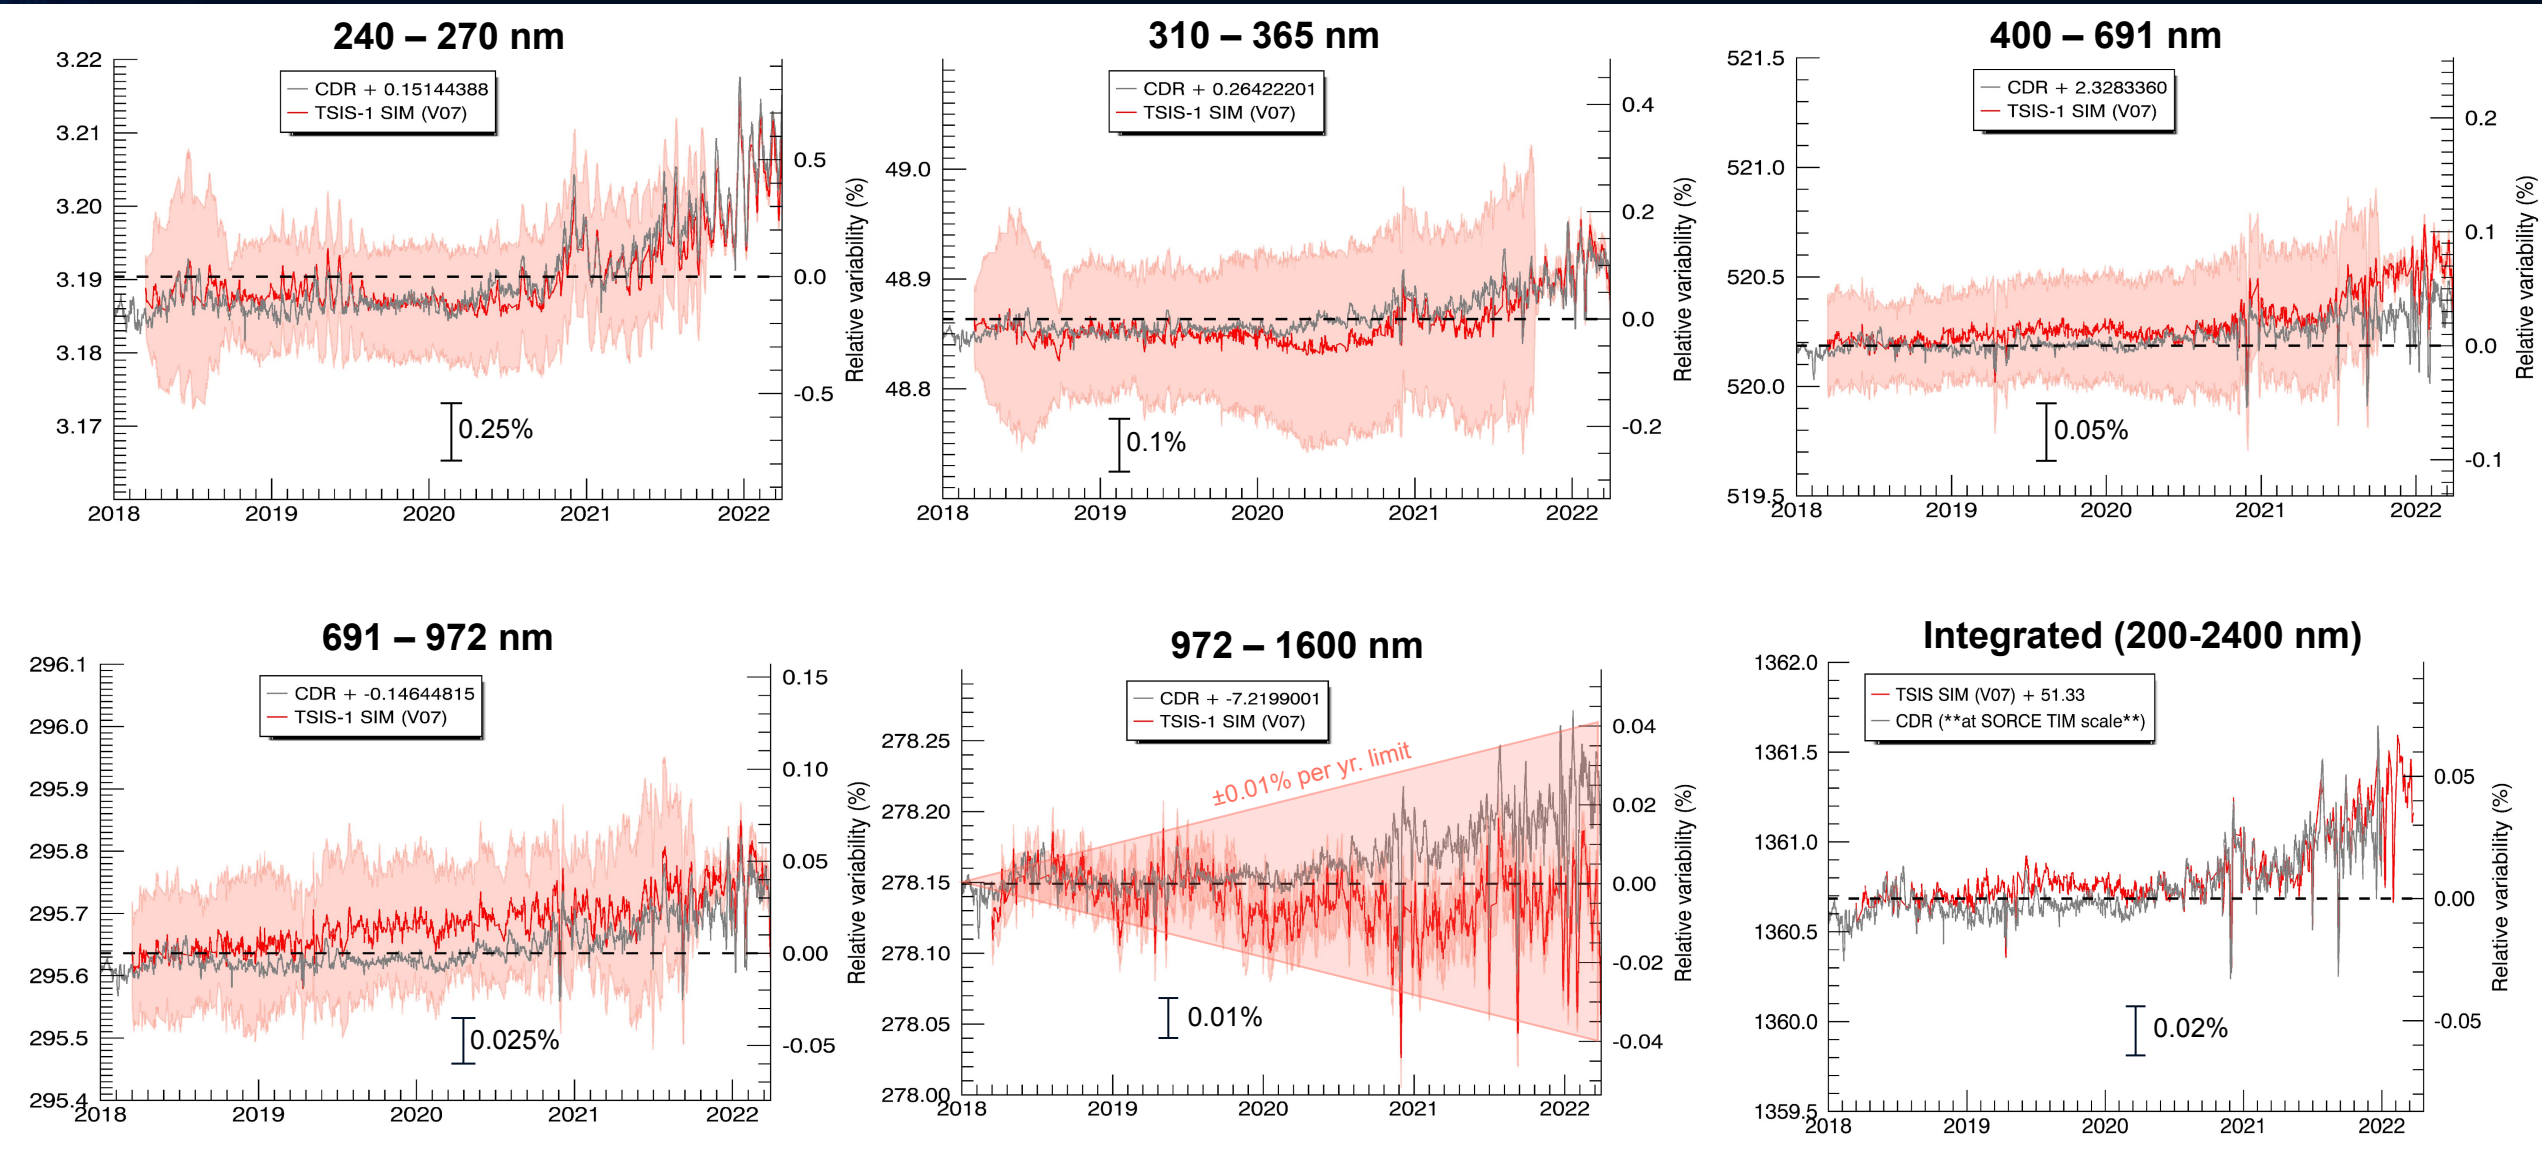 240 – 270 nm
CDR + 0.15144388
TSIS-1 SIM (V07)
3.22
3.21
3.20
3.19
3.18
3.17
0.5
0.0
-0.5
Relative variability (%)
0.25%
2018 2019 2020 2021 2022
310 – 365 nm
CDR + 0.26422201
TSIS-1 SIM (V07)
49.0
48.9
48.8
0.4
0.2
0.0
-0.2
Relative variability (%)
0.1%
2018 2019 2020 2021 2022
400 – 691 nm
CDR + 2.3283360
TSIS-1 SIM (V07)
521.5
521.0
520.5
520.0
519.5
0.2
0.1
0.0
-0.1
Relative variability (%)
0.05%
2018 2019 2020 2021 2022
691 – 972 nm
CDR + -0.14644815
TSIS-1 SIM (V07)
296.1
296.0
295.9
295.8
295.7
295.6
295.5
295.4
0.15
0.10
0.05
0.00
-0.05
Relative variability (%)
0.025%
2018 2019 2020 2021 2022
972 – 1600 nm
CDR + -7.2199001
TSIS-1 SIM (V07)
±0.01% per yr. limit
278.25
278.20
278.15
278.10
278.05
278.00
0.04
0.02
0.00
-0.02
-0.04
Relative variability (%)
0.01%
2018 2019 2020 2021 2022
Integrated (200-2400 nm)
TSIS SIM (V07) + 51.33
CDR (**at SORCE TIM scale**)
1362.0
1361.5
1361.0
1360.5
1360.0
1359.5
0.05
0.00
-0.05
Relative variability (%)
0.02%
2018 2019 2020 2021 2022